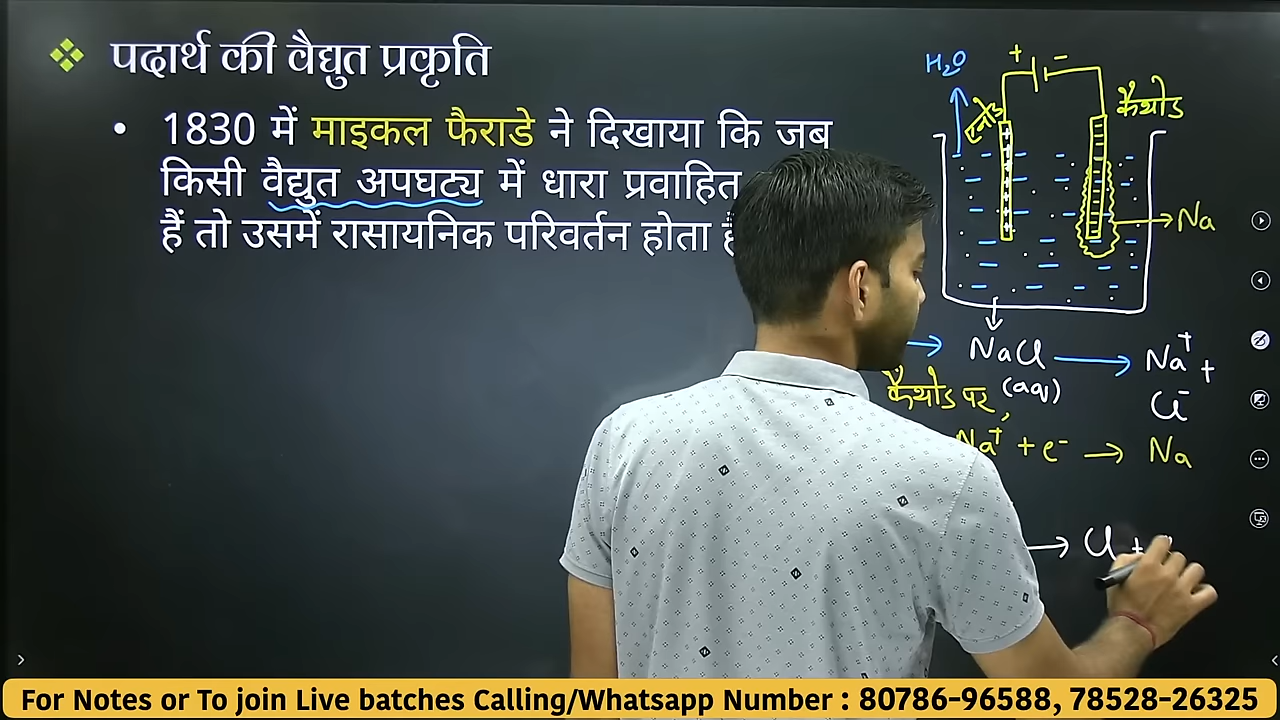 पदार्थ की वैद्युत प्रकृति
• 1830 में माइकल फैराडे ने दिखाया कि जब
किसी वैद्युत अपघट्य में धारा प्रवाहित
हैं तो उसमें रासायनिक परिवर्तन होता
H₂O
+ −
कैथोड
→ Na
→ NaCl → Na⁺ +
(aq) Cl⁻
कैथोड पर,
Na⁺ + e⁻ → Na
→ Cl +
For Notes or To join Live batches Calling/Whatsapp Number : 80786-96588, 78528-26325